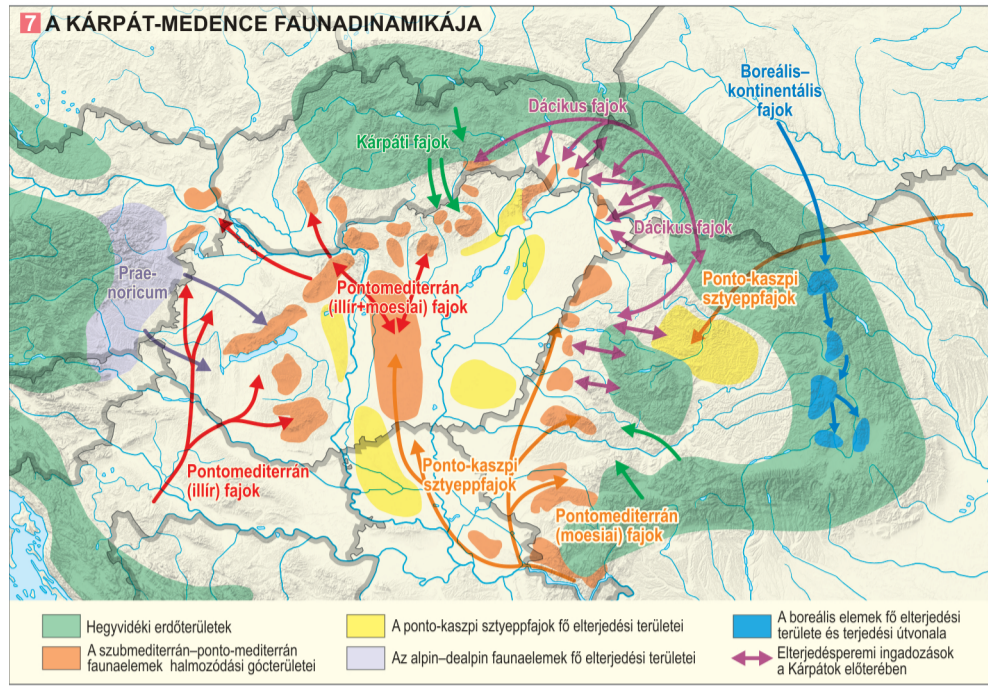 7 A KÁRPÁT-MEDENCE FAUNADINAMIKÁJA
Boreális–
kontinentális
fajok
Dácikus fajok
Kárpáti fajok
Dácikus fajok
Prae-
noricum
Ponto-kaszpi
sztyeppfajok
Pontomediterrán
(illír+moesiai) fajok
Pontomediterrán
(illír) fajok
Ponto-kaszpi
sztyeppfajok
Pontomediterrán
(moesiai) fajok
Hegyvidéki erdőterületek
A szubmediterrán–ponto-mediterrán
faunaelemek halmozódási gócterületei
A ponto-kaszpi sztyeppfajok fő elterjedési területei
Az alpin–dealpin faunaelemek fő elterjedési területei
A boreális elemek fő elterjedési
területe és terjedési útvonala
Elterjedésperemi ingadozások
a Kárpátok előterében